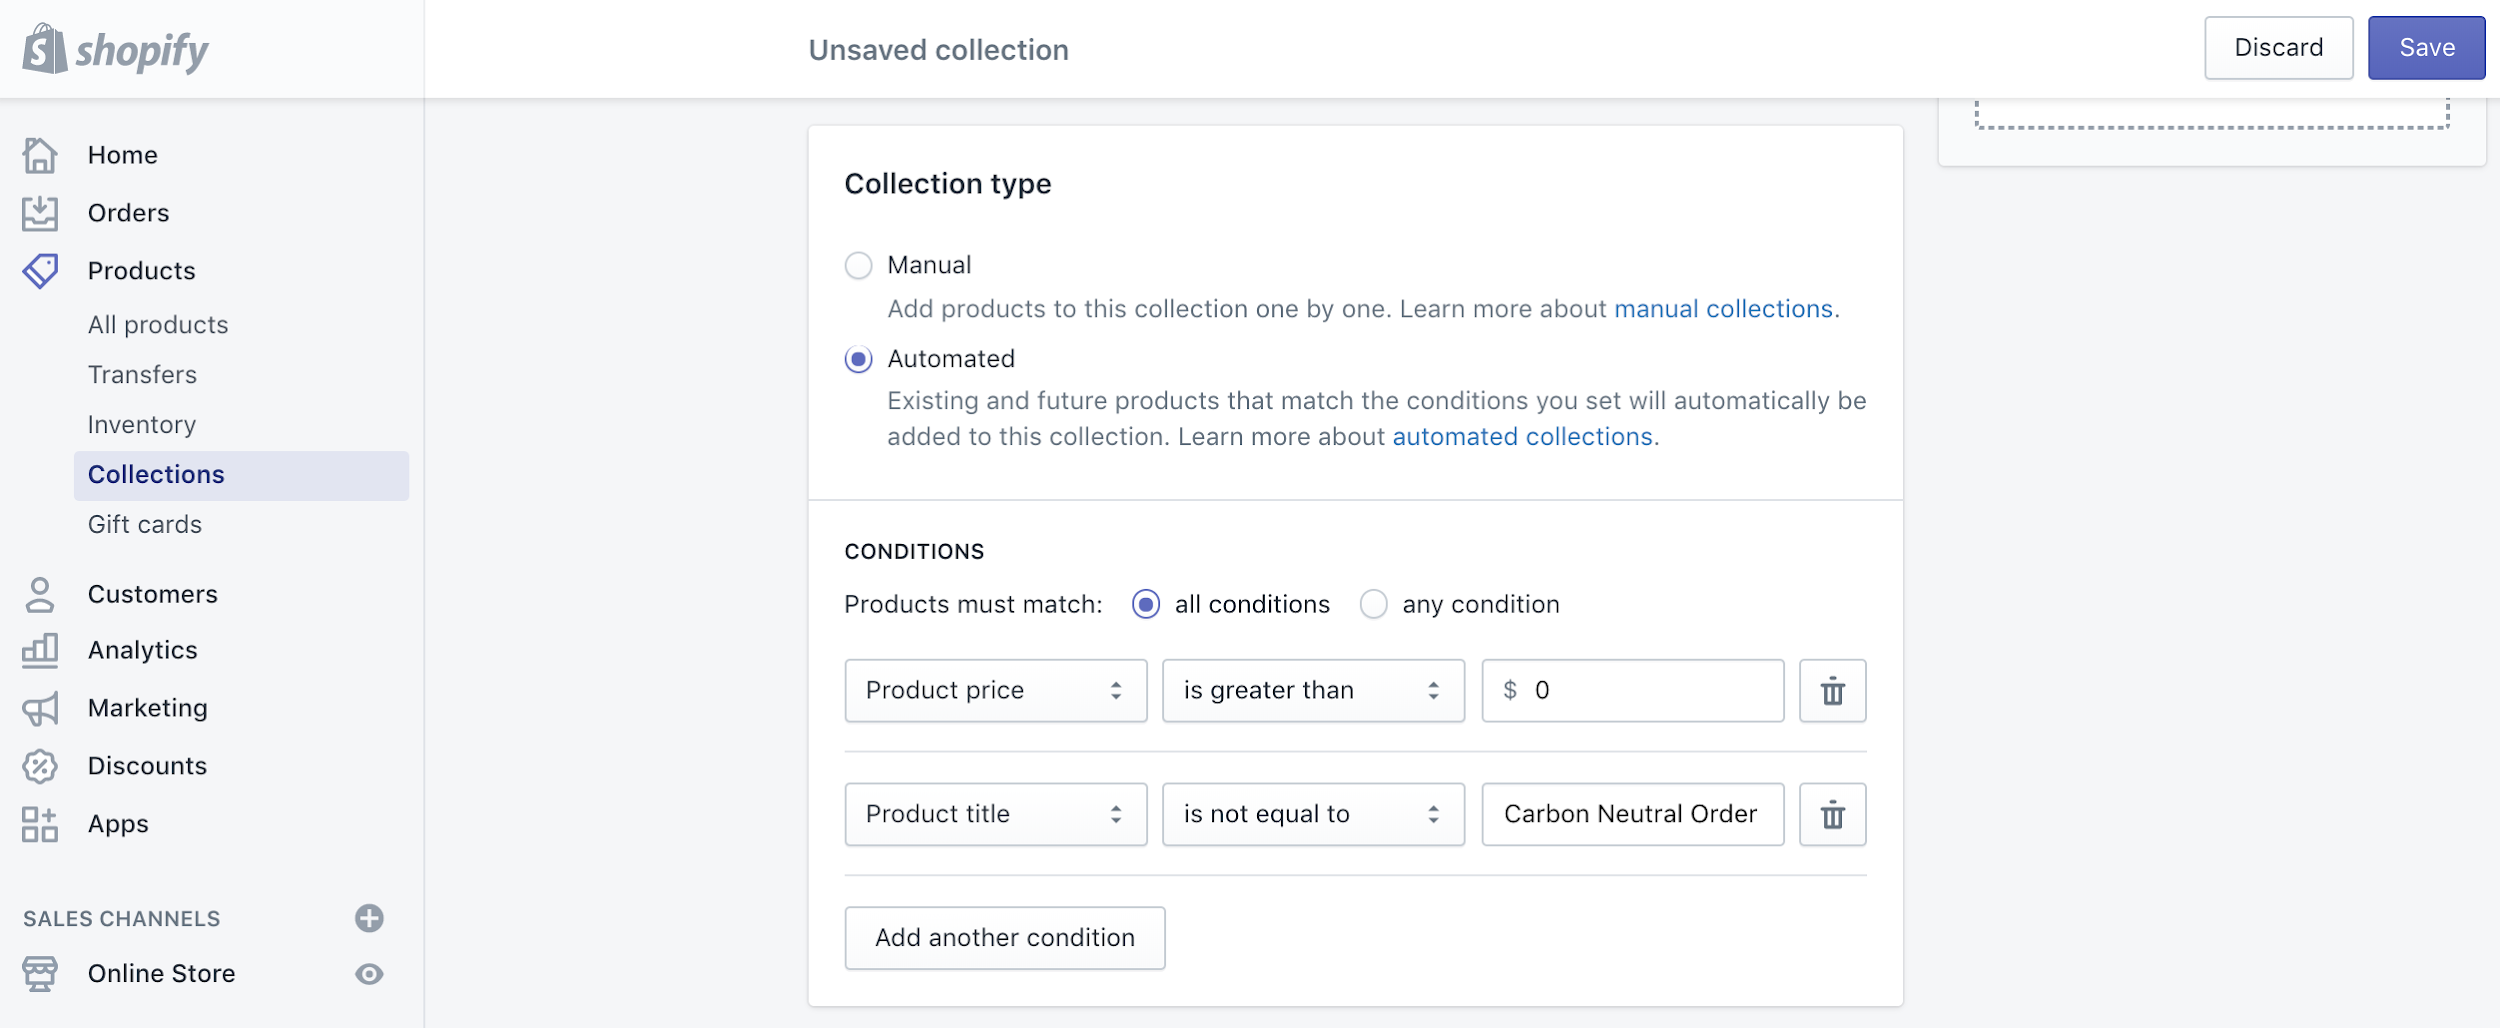 shopify
Unsaved collection
Discard
Save
Home
Orders
Products
All products
Transfers
Inventory
Collections
Gift cards
Customers
Analytics
Marketing
Discounts
Apps
SALES CHANNELS
Online Store
Collection type
Manual
Add products to this collection one by one. Learn more about manual collections.
Automated
Existing and future products that match the conditions you set will automatically be
added to this collection. Learn more about automated collections.
CONDITIONS
Products must match: all conditions any condition
Product price is greater than $ 0
Product title is not equal to Carbon Neutral Order
Add another condition